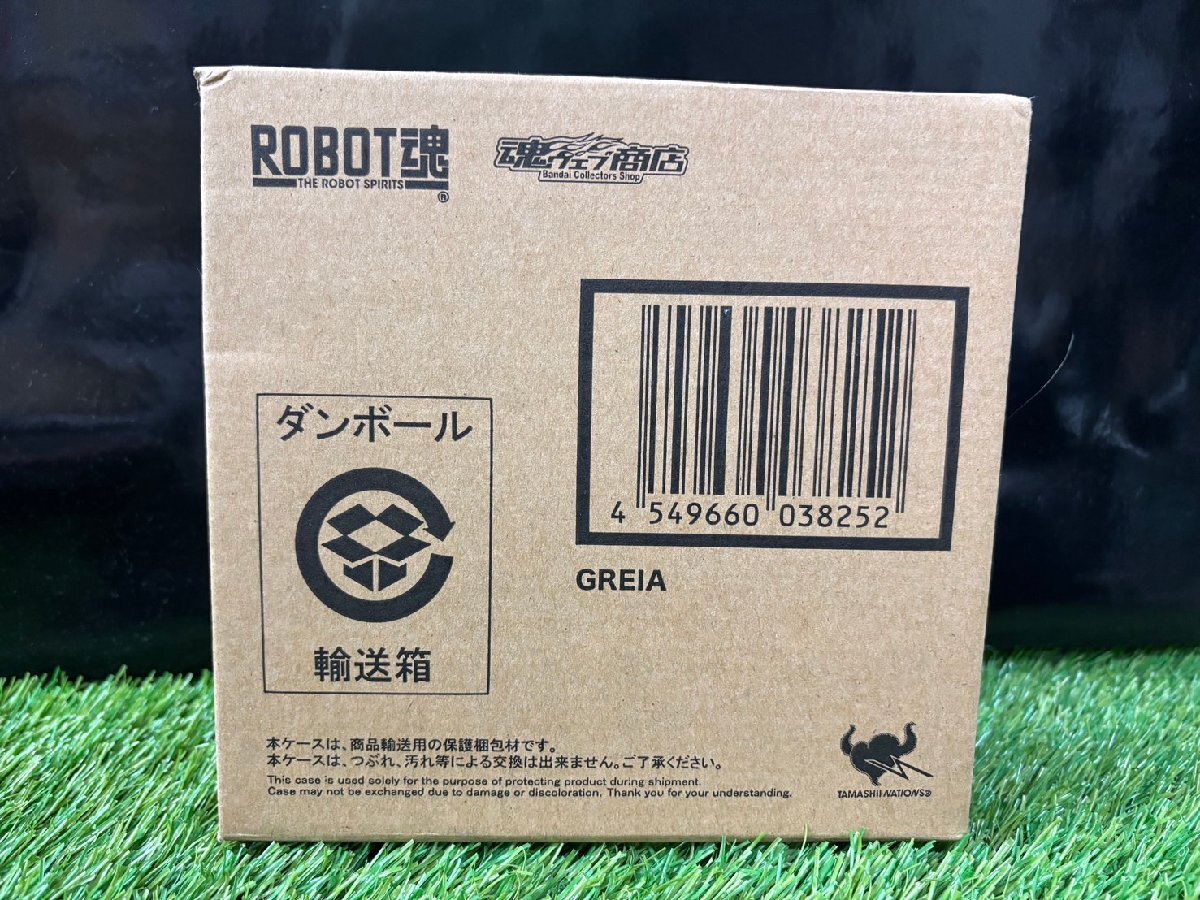 ROBOT魂
THE ROBOT SPIRITS
®
魂ウェブ商店
Bandai Collectors Shop
4 549660 038252
GREIA
ダンボール
輸送箱
本ケースは、商品輸送用の保護梱包材です。
本ケースは、つぶれ、汚れ等による交換は出来ません。ご了承ください。
This case is used solely for the purpose of protecting product during shipment.
Case may not be exchanged due to damage or discoloration. Thank you for your understanding.
TAMASHII NATIONS®